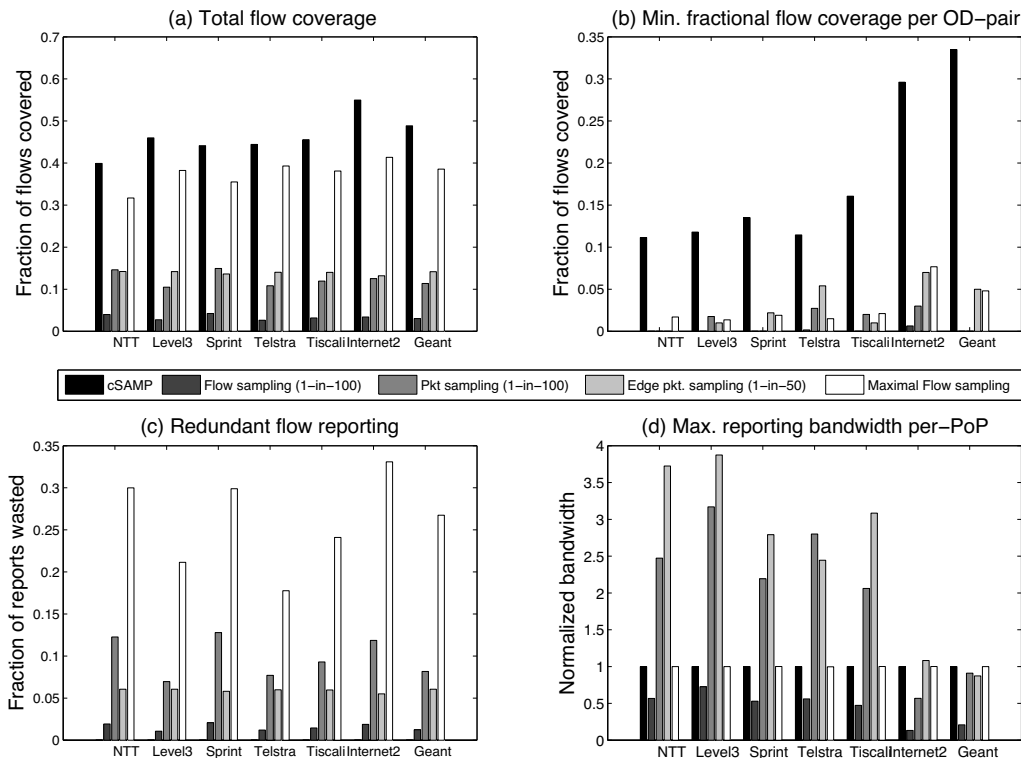 (a) Total flow coverage
0.7
0.6
0.5
0.4
0.3
0.2
0.1
0
Fraction of flows covered
NTT Level3 Sprint Telstra Tiscali Internet2 Geant
(b) Min. fractional flow coverage per OD-pair
0.35
0.3
0.25
0.2
0.15
0.1
0.05
0
Fraction of flows covered
NTT Level3 Sprint Telstra Tiscali Internet2 Geant
cSAMP Flow sampling (1-in-100) Pkt sampling (1-in-100) Edge pkt. sampling (1-in-50) Maximal Flow sampling
(c) Redundant flow reporting
0.35
0.3
0.25
0.2
0.15
0.1
0.05
0
Fraction of reports wasted
NTT Level3 Sprint Telstra Tiscali Internet2 Geant
(d) Max. reporting bandwidth per-PoP
4
3.5
3
2.5
2
1.5
1
0.5
0
Normalized bandwidth
NTT Level3 Sprint Telstra Tiscali Internet2 Geant